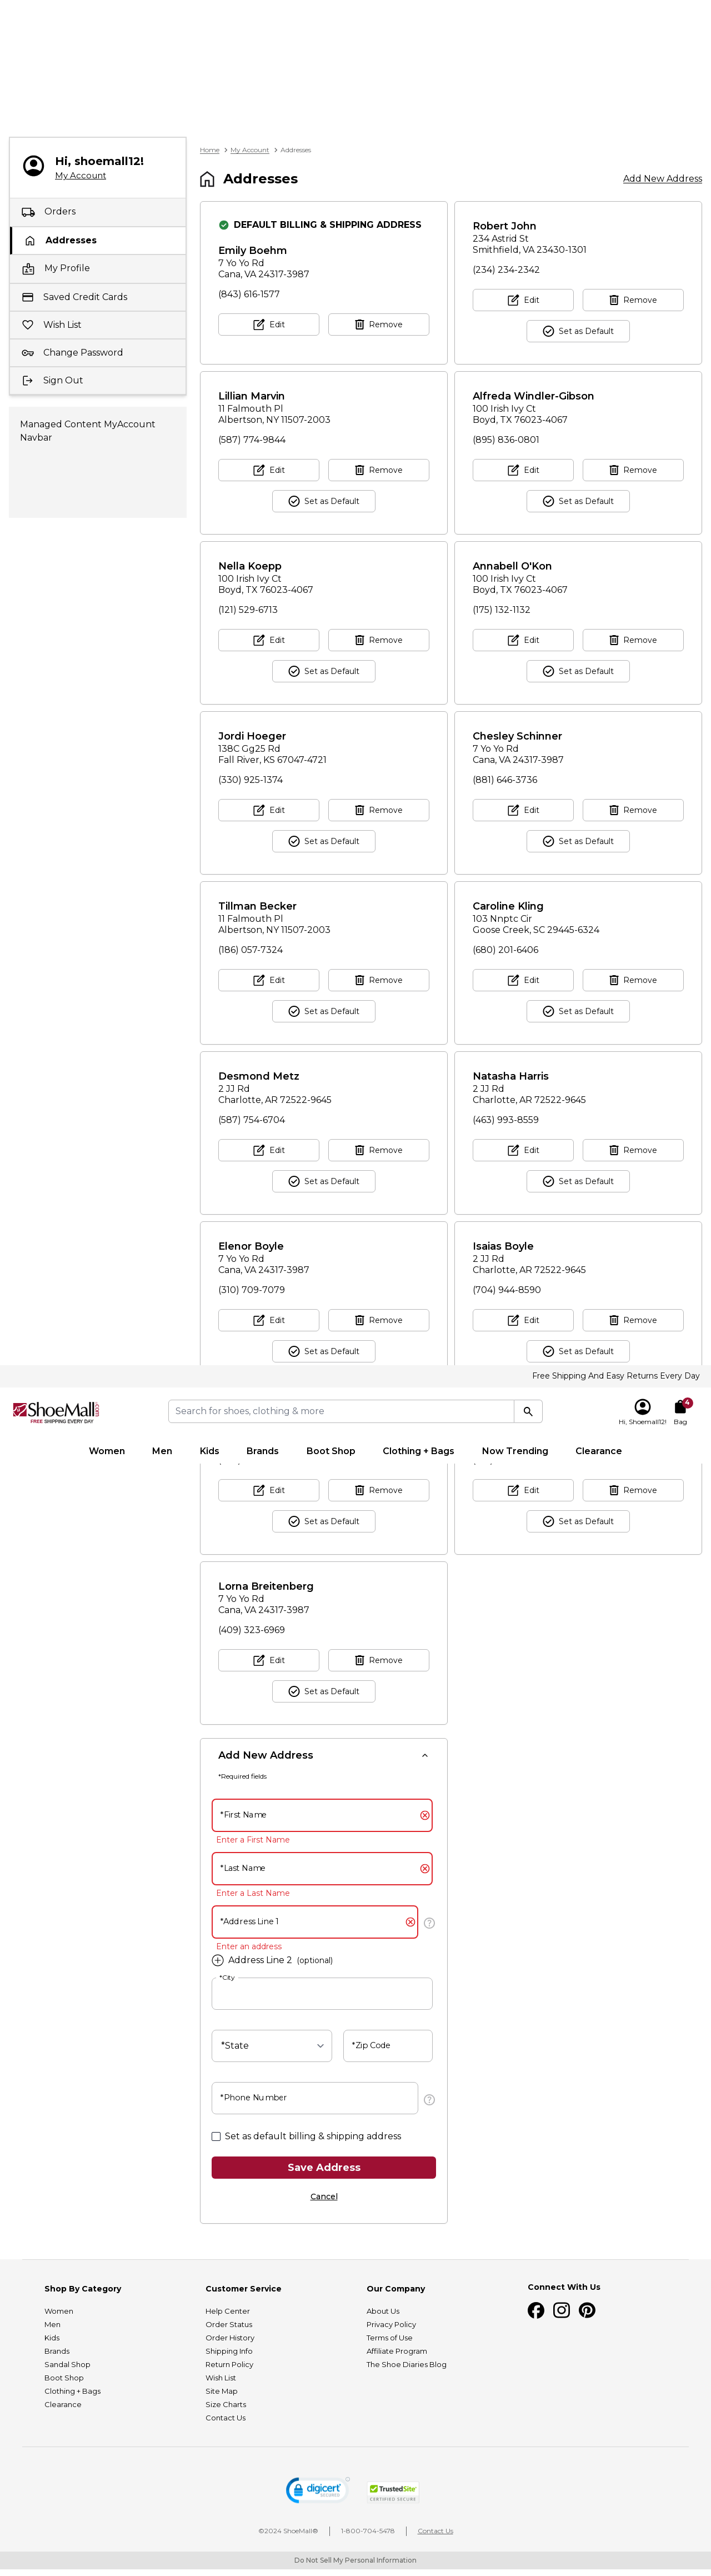 Hi, shoemall12!
My Account
Orders
Addresses
My Profile
Saved Credit Cards
Wish List
Change Password
Sign Out
Managed Content MyAccount
Navbar
Home > My Account > Addresses
Addresses
Add New Address
DEFAULT BILLING & SHIPPING ADDRESS
Emily Boehm
7 Yo Yo Rd
Cana, VA 24317-3987
(843) 616-1577
Edit
Remove
Robert John
234 Astrid St
Smithfield, VA 23430-1301
(234) 234-2342
Edit
Remove
Set as Default
Lillian Marvin
11 Falmouth Pl
Albertson, NY 11507-2003
(587) 774-9844
Edit
Remove
Set as Default
Alfreda Windler-Gibson
100 Irish Ivy Ct
Boyd, TX 76023-4067
(895) 836-0801
Edit
Remove
Set as Default
Nella Koepp
100 Irish Ivy Ct
Boyd, TX 76023-4067
(121) 529-6713
Edit
Remove
Set as Default
Annabell O'Kon
100 Irish Ivy Ct
Boyd, TX 76023-4067
(175) 132-1132
Edit
Remove
Set as Default
Jordi Hoeger
138C Gg25 Rd
Fall River, KS 67047-4721
(330) 925-1374
Edit
Remove
Set as Default
Chesley Schinner
7 Yo Yo Rd
Cana, VA 24317-3987
(881) 646-3736
Edit
Remove
Set as Default
Tillman Becker
11 Falmouth Pl
Albertson, NY 11507-2003
(186) 057-7324
Edit
Remove
Set as Default
Caroline Kling
103 Nnptc Cir
Goose Creek, SC 29445-6324
(680) 201-6406
Edit
Remove
Set as Default
Desmond Metz
2 JJ Rd
Charlotte, AR 72522-9645
(587) 754-6704
Edit
Remove
Set as Default
Natasha Harris
2 JJ Rd
Charlotte, AR 72522-9645
(463) 993-8559
Edit
Remove
Set as Default
Elenor Boyle
7 Yo Yo Rd
Cana, VA 24317-3987
(310) 709-7079
Edit
Remove
Set as Default
Isaias Boyle
2 JJ Rd
Charlotte, AR 72522-9645
(704) 944-8590
Edit
Remove
Set as Default
Free Shipping And Easy Returns Every Day
ShoeMall
FREE SHIPPING EVERY DAY
Search for shoes, clothing & more
Hi, Shoemall12!
4
Bag
Women
Men
Kids
Brands
Boot Shop
Clothing + Bags
Now Trending
Clearance
Edit
Remove
Set as Default
Edit
Remove
Set as Default
Lorna Breitenberg
7 Yo Yo Rd
Cana, VA 24317-3987
(409) 323-6969
Edit
Remove
Set as Default
Add New Address
*Required fields
*First Name
Enter a First Name
*Last Name
Enter a Last Name
*Address Line 1
Enter an address
Address Line 2 (optional)
*City
*State
*Zip Code
*Phone Number
Set as default billing & shipping address
Save Address
Cancel
Shop By Category
Women
Men
Kids
Brands
Sandal Shop
Boot Shop
Clothing + Bags
Clearance
Customer Service
Help Center
Order Status
Order History
Shipping Info
Return Policy
Wish List
Site Map
Size Charts
Contact Us
Our Company
About Us
Privacy Policy
Terms of Use
Affiliate Program
The Shoe Diaries Blog
Connect With Us
digicert
SECURED
TrustedSite
CERTIFIED SECURE
©2024 ShoeMall®
1-800-704-5478
Contact Us
Do Not Sell My Personal Information